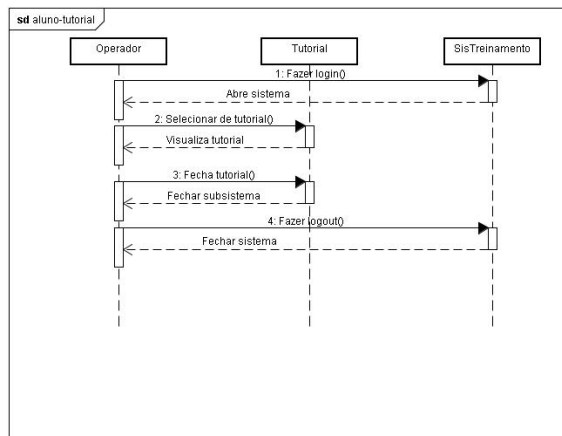 sd aluno-tutorial
Operador
Tutorial
SisTreinamento
1: Fazer login()
Abre sistema
2: Selecionar de tutorial()
Visualiza tutorial
3: Fecha tutorial()
Fechar subsistema
4: Fazer logout()
Fechar sistema